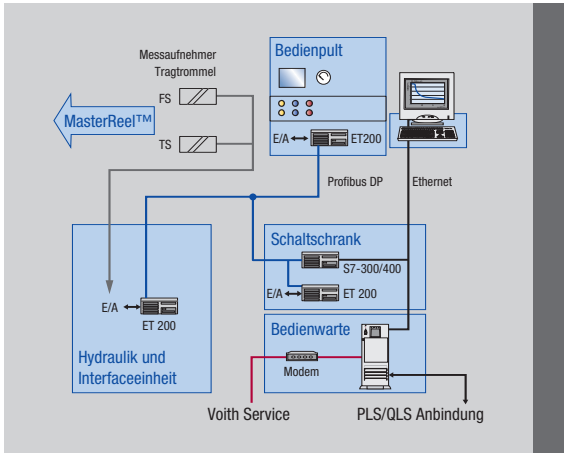 Messaufnehmer
Tragtrommel
FS
MasterReel™
TS
Bedienpult
E/A
ET200
Profibus DP
Ethernet
Schaltschrank
S7-300/400
E/A
ET 200
E/A
ET 200
Hydraulik und
Interfaceeinheit
Bedienwarte
Modem
Voith Service
PLS/QLS Anbindung